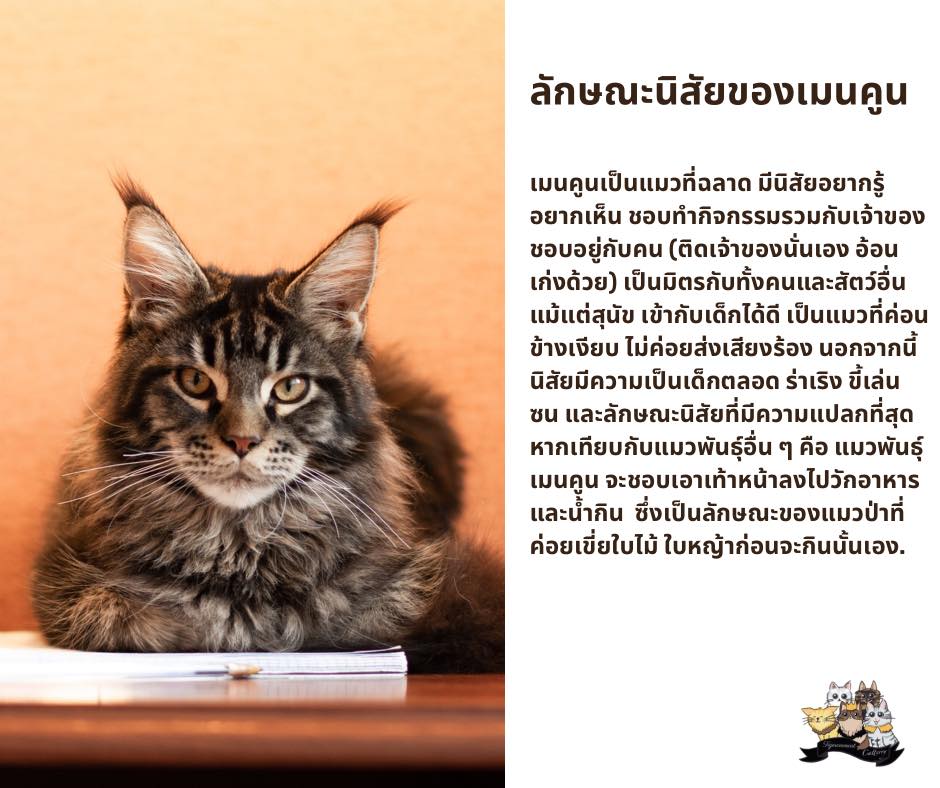 ลักษณะนิสัยของเมนคูน
เมนคูนเป็นแมวที่ฉลาด มีนิสัยอยากรู้
อยากเห็น ชอบทำกิจกรรมรวมกับเจ้าของ
ชอบอยู่กับคน (ติดเจ้าของนั่นเอง อ้อน
เก่งด้วย) เป็นมิตรกับทั้งคนและสัตว์อื่น
แม้แต่สุนัข เข้ากับเด็กได้ดี เป็นแมวที่ค่อน
ข้างเงียบ ไม่ค่อยส่งเสียงร้อง นอกจากนี้
นิสัยมีความเป็นเด็กตลอด ร่าเริง ขี้เล่น
ซน และลักษณะนิสัยที่มีความแปลกที่สุด
หากเทียบกับแมวพันธุ์อื่น ๆ คือ แมวพันธุ์
เมนคูน จะชอบเอาเท้าหน้าลงไปวักอาหาร
และน้ำกิน ซึ่งเป็นลักษณะของแมวป่าที่
ค่อยเขี่ยใบไม้ ใบหญ้าก่อนจะกินนั้นเอง.
Cattery